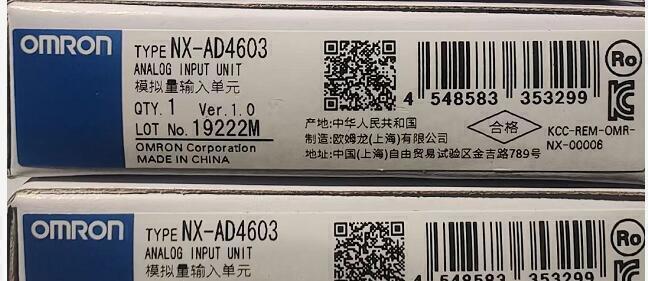 OMRON
TYPE NX-AD4603
ANALOG INPUT UNIT
模拟量输入单元
QTY. 1 Ver.1.0
LOT No. 19222M
OMRON Corporation
MADE IN CHINA
4 548583 353299
产地:中华人民共和国
制造:欧姆龙(上海)有限公司
地址:中国(上海)自由贸易试验区金吉路789号
合格
Ro
KCC-REM-OMR-
NX-00006
OMRON
TYPE NX-AD4603
ANALOG INPUT UNIT
模拟量输入单元
4 548583 353299
Ro